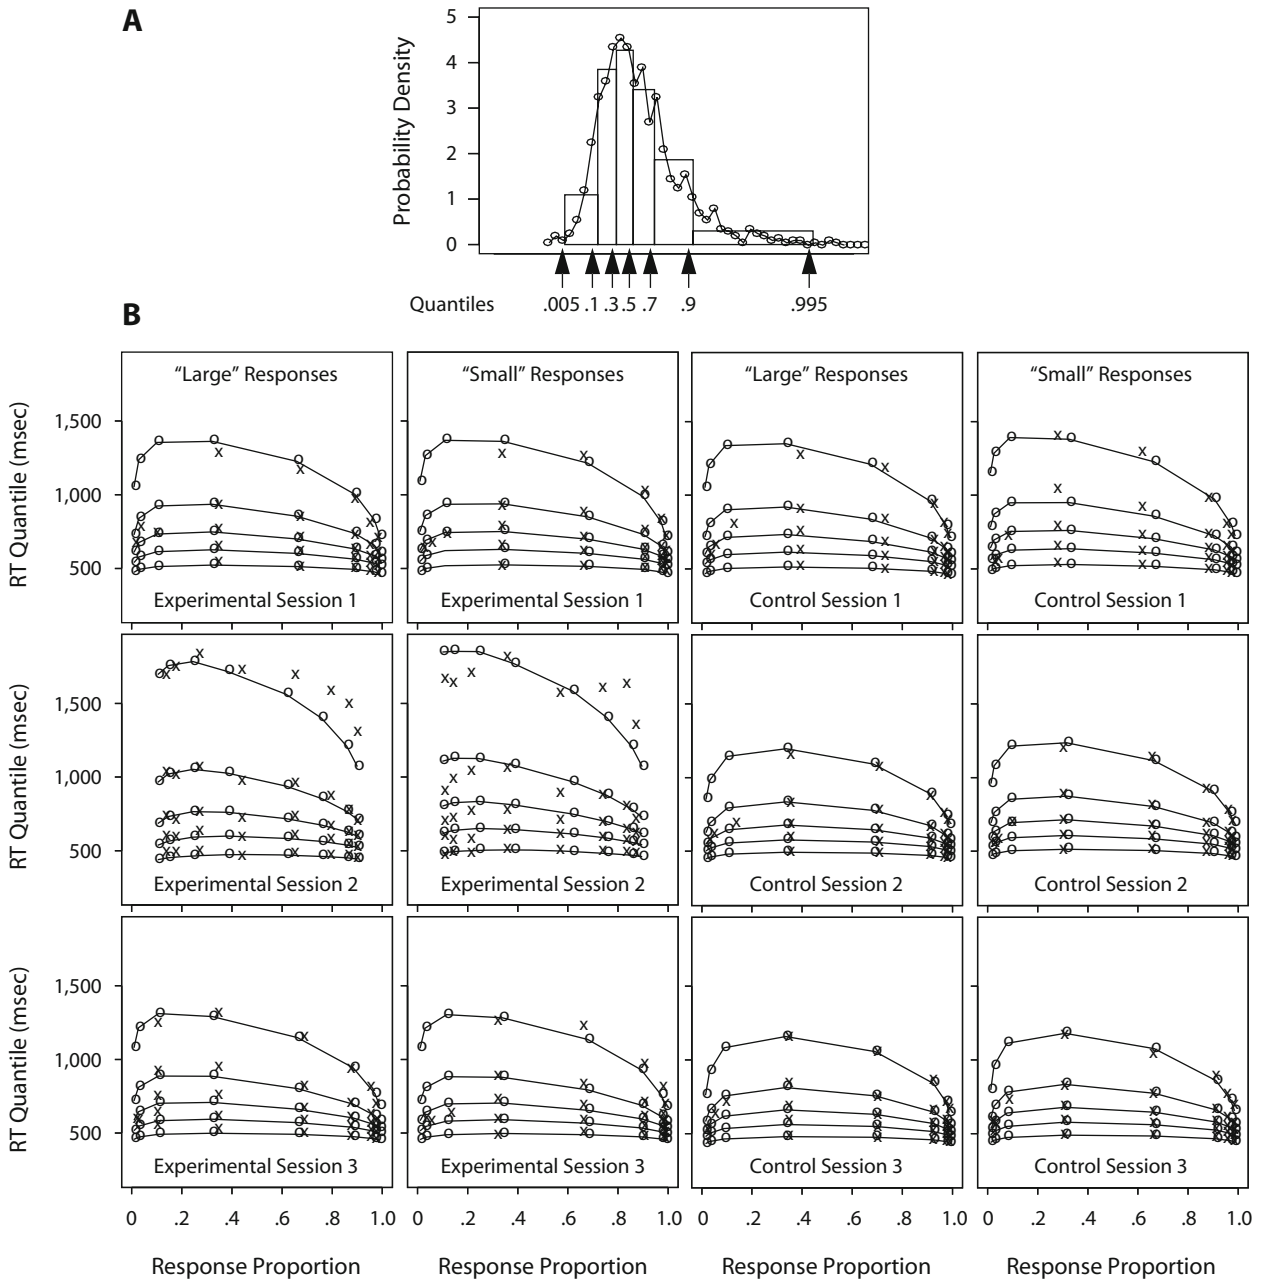 A
5
4
3
2
1
0
Probability Density
Quantiles .005 .1 .3 .5 .7 .9 .995
B
"Large" Responses "Small" Responses "Large" Responses "Small" Responses
RT Quantile (msec)
1,500
1,000
500
Experimental Session 1 Experimental Session 1 Control Session 1 Control Session 1
RT Quantile (msec)
1,500
1,000
500
Experimental Session 2 Experimental Session 2 Control Session 2 Control Session 2
RT Quantile (msec)
1,500
1,000
500
Experimental Session 3 Experimental Session 3 Control Session 3 Control Session 3
0 .2 .4 .6 .8 1.0 0 .2 .4 .6 .8 1.0 0 .2 .4 .6 .8 1.0 0 .2 .4 .6 .8 1.0
Response Proportion Response Proportion Response Proportion Response Proportion